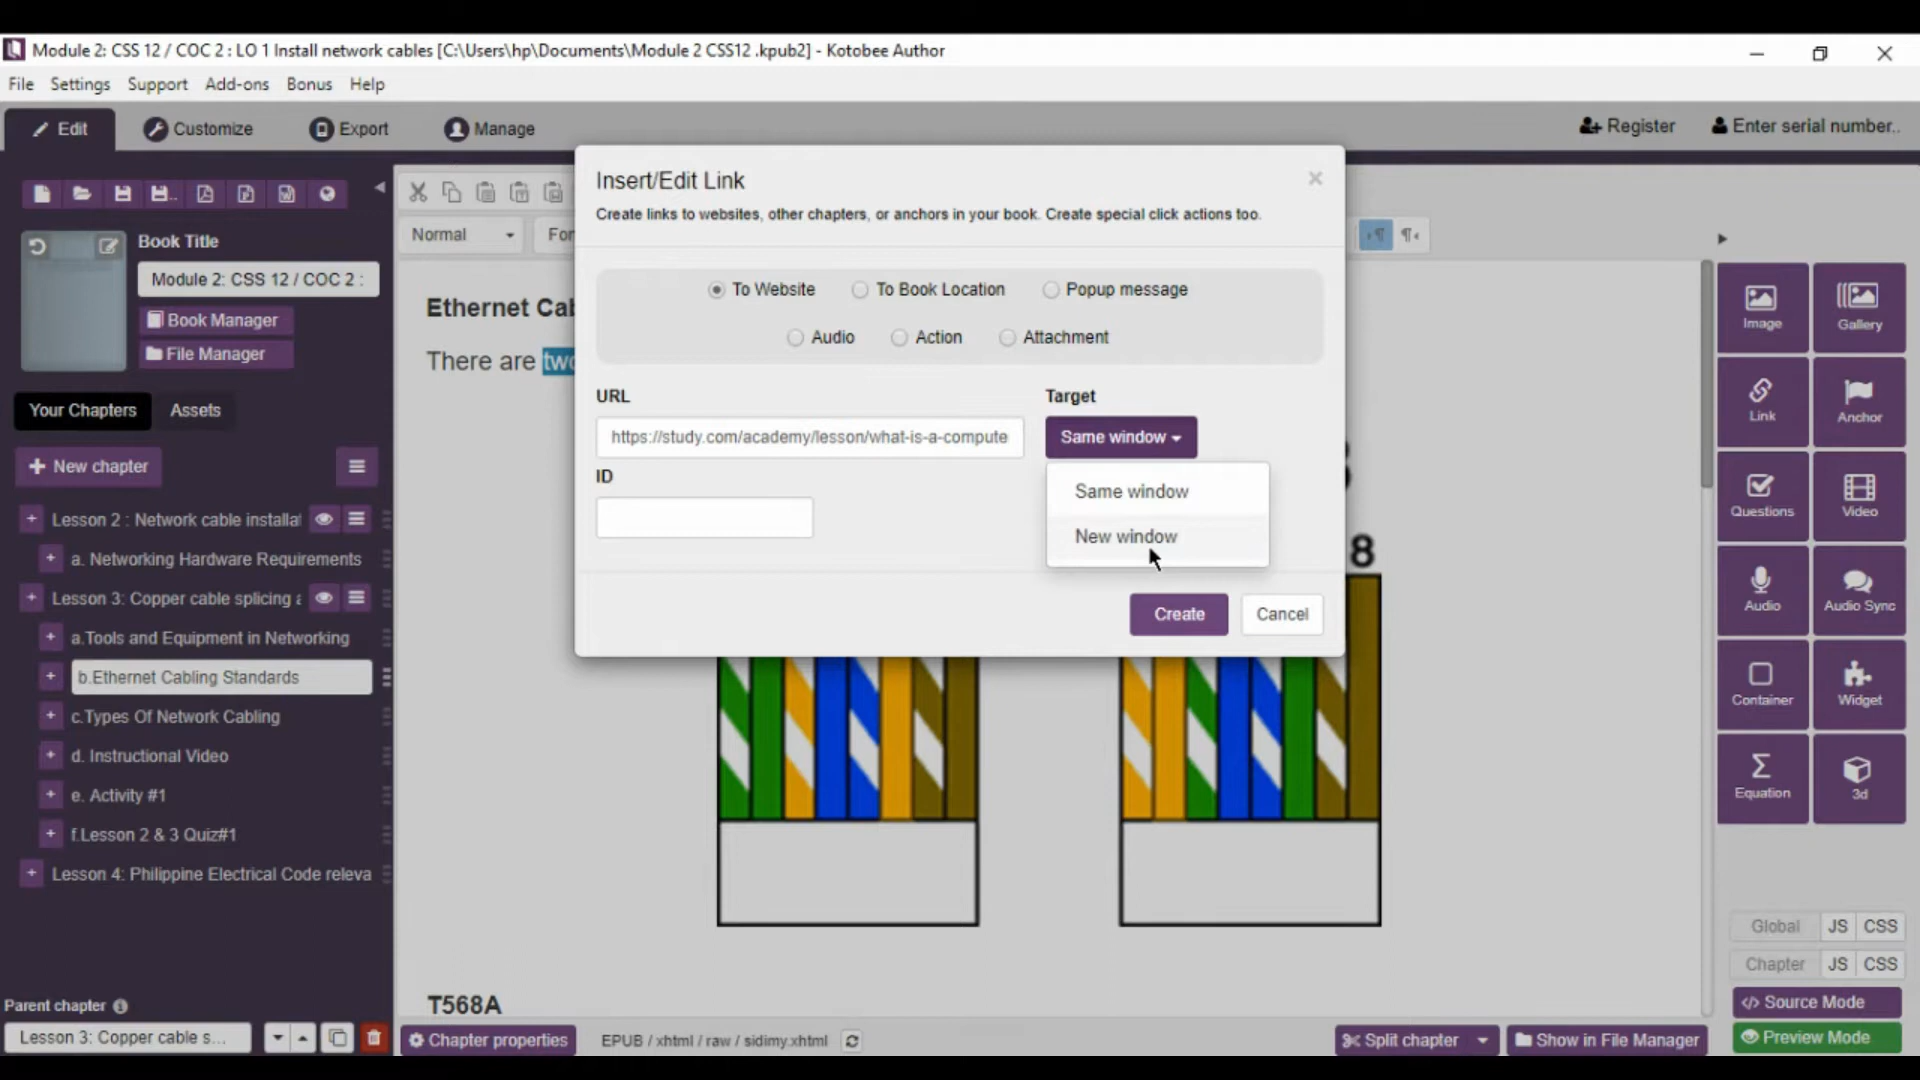 Module 2: CSS 12 / COC 2 : LO 1 Install network cables [C:\Users\hp\Documents\Module 2 CSS12 .kpub2] - Kotobee Author
File Settings Support Add-ons Bonus Help
Edit Customize Export Manage Register Enter serial number..
Book Title
Module 2: CSS 12 / COC 2 :
Book Manager
File Manager
Your Chapters Assets
+ New chapter
Lesson 2 : Network cable installat
a. Networking Hardware Requirements
Lesson 3: Copper cable splicing a
a.Tools and Equipment in Networking
b.Ethernet Cabling Standards
c.Types Of Network Cabling
d. Instructional Video
e. Activity #1
f.Lesson 2 & 3 Quiz#1
Lesson 4: Philippine Electrical Code releva
Parent chapter
Lesson 3: Copper cable s...
Normal
For
Ethernet Cab
There are two
Insert/Edit Link
Create links to websites, other chapters, or anchors in your book. Create special click actions too.
To Website To Book Location Popup message
Audio Action Attachment
URL Target
https://study.com/academy/lesson/what-is-a-compute Same window
ID
Same window
New window
Create Cancel
8
T568A
Chapter properties EPUB / xhtml / raw / sidimy.xhtml Split chapter Show in File Manager
Image Gallery
Link Anchor
Questions Video
Audio Audio Sync
Container Widget
Equation 3d
Global JS CSS
Chapter JS CSS
</> Source Mode
Preview Mode